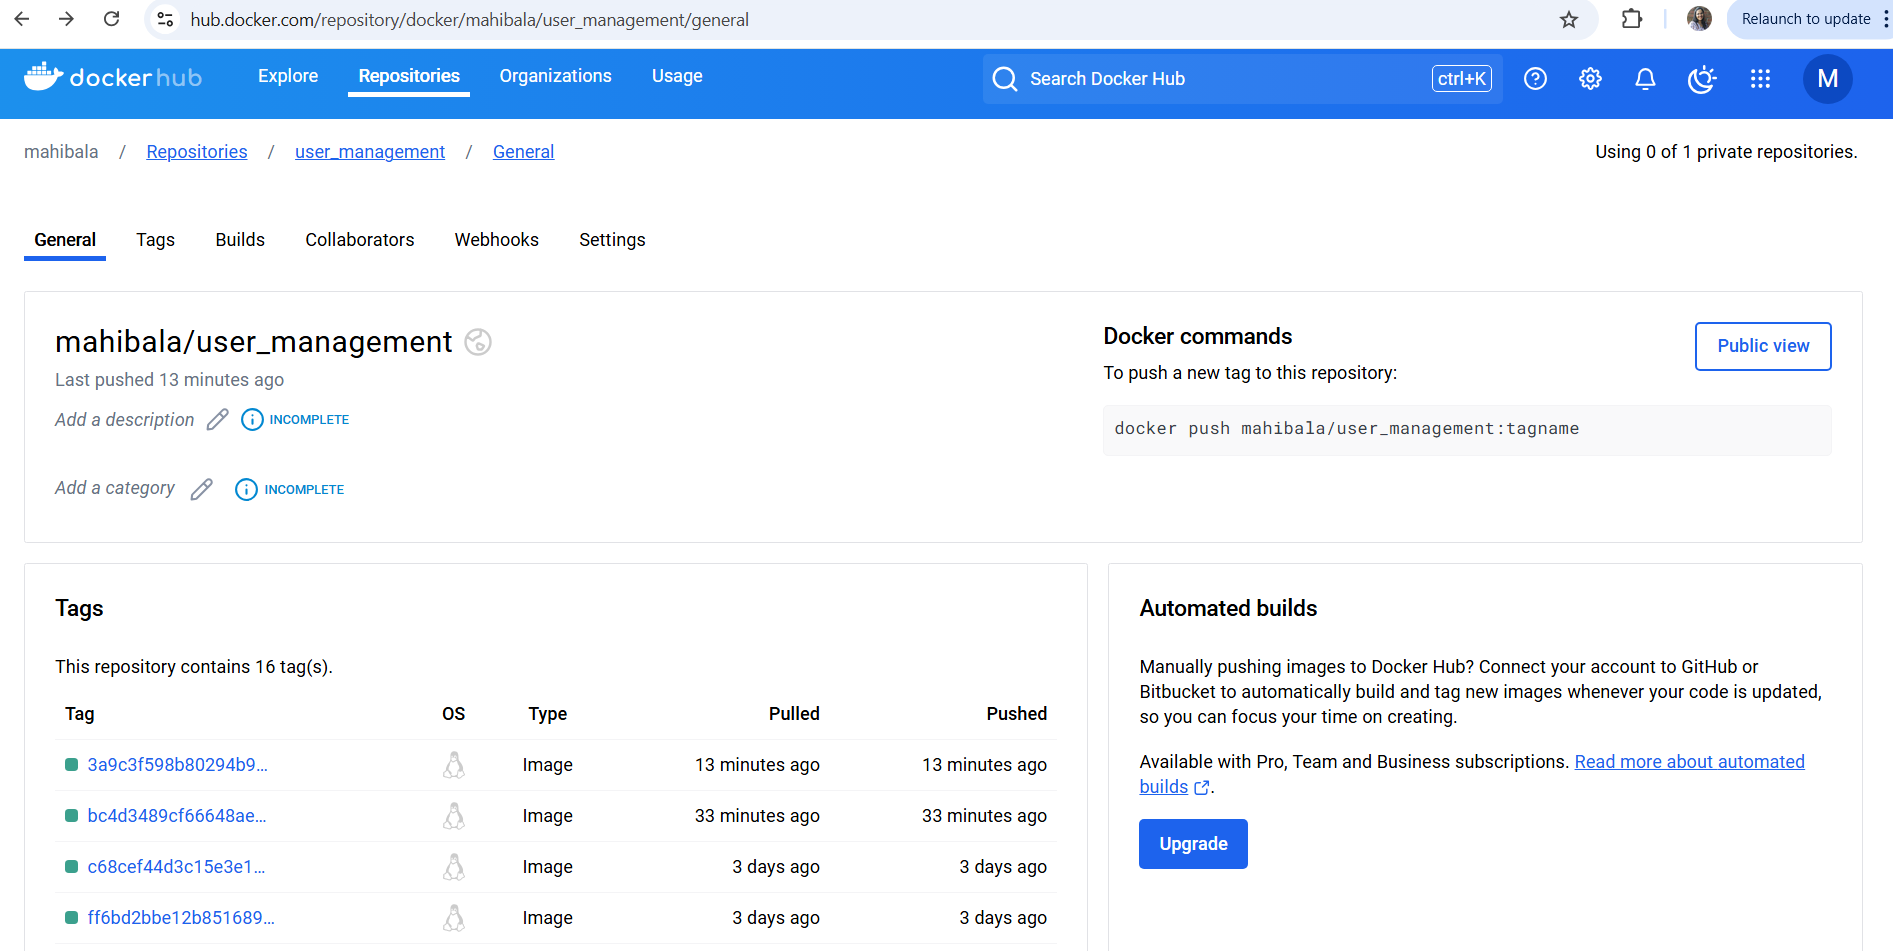 hub.docker.com/repository/docker/mahibala/user_management/general
Relaunch to update
dockerhub
Explore
Repositories
Organizations
Usage
Search Docker Hub
ctrl+K
M
mahibala / Repositories / user_management / General
Using 0 of 1 private repositories.
General
Tags
Builds
Collaborators
Webhooks
Settings
mahibala/user_management
Last pushed 13 minutes ago
Add a description
INCOMPLETE
Add a category
INCOMPLETE
Docker commands
Public view
To push a new tag to this repository:
docker push mahibala/user_management:tagname
Tags
This repository contains 16 tag(s).
Tag OS Type Pulled Pushed
3a9c3f598b80294b9... Image 13 minutes ago 13 minutes ago
bc4d3489cf66648ae... Image 33 minutes ago 33 minutes ago
c68cef44d3c15e3e1... Image 3 days ago 3 days ago
ff6bd2bbe12b851689... Image 3 days ago 3 days ago
Automated builds
Manually pushing images to Docker Hub? Connect your account to GitHub or
Bitbucket to automatically build and tag new images whenever your code is updated,
so you can focus your time on creating.
Available with Pro, Team and Business subscriptions. Read more about automated
builds.
Upgrade